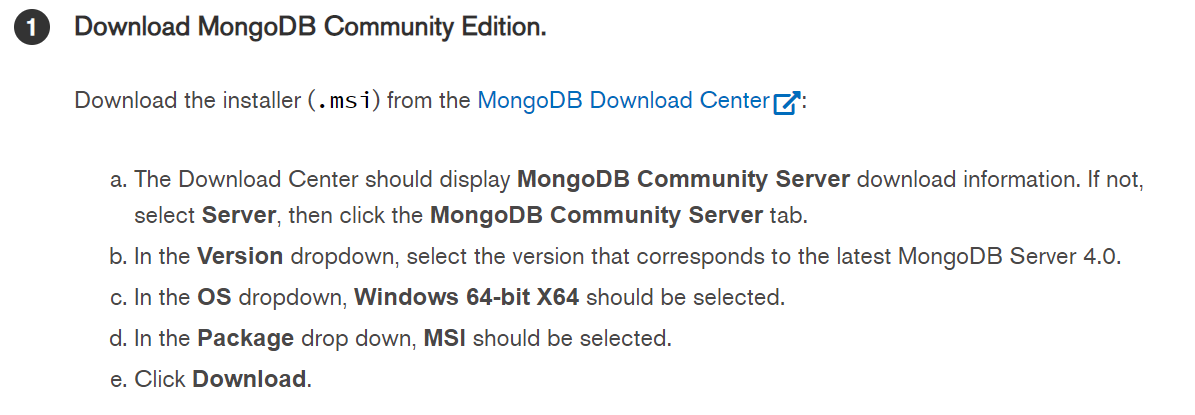 1 Download MongoDB Community Edition.
Download the installer (.msi) from the MongoDB Download Center:
a. The Download Center should display MongoDB Community Server download information. If not,
select Server, then click the MongoDB Community Server tab.
b. In the Version dropdown, select the version that corresponds to the latest MongoDB Server 4.0.
c. In the OS dropdown, Windows 64-bit X64 should be selected.
d. In the Package drop down, MSI should be selected.
e. Click Download.